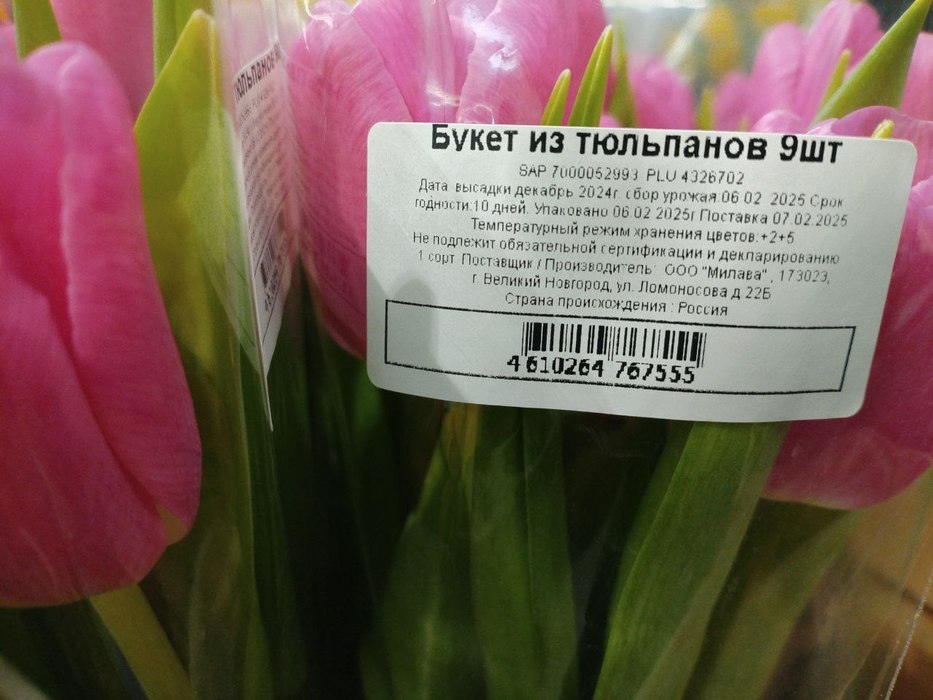 Букет из тюльпанов 9шт
SAP 7000052993 PLU 4326702
Дата высадки декабрь 2024г. сбор урожая:06 02 2025 Срок
годности:10 дней. Упаковано 06.02 2025г Поставка 07.02.2025
Температурный режим хранения цветов:+2+5
Не подлежит обязательной сертификации и декларированию
1 сорт. Поставщик / Производитель: ООО "Милава", 173023,
г. Великий Новгород, ул. Ломоносова д.22Б
Страна происхождения : Россия
4 610264 767555